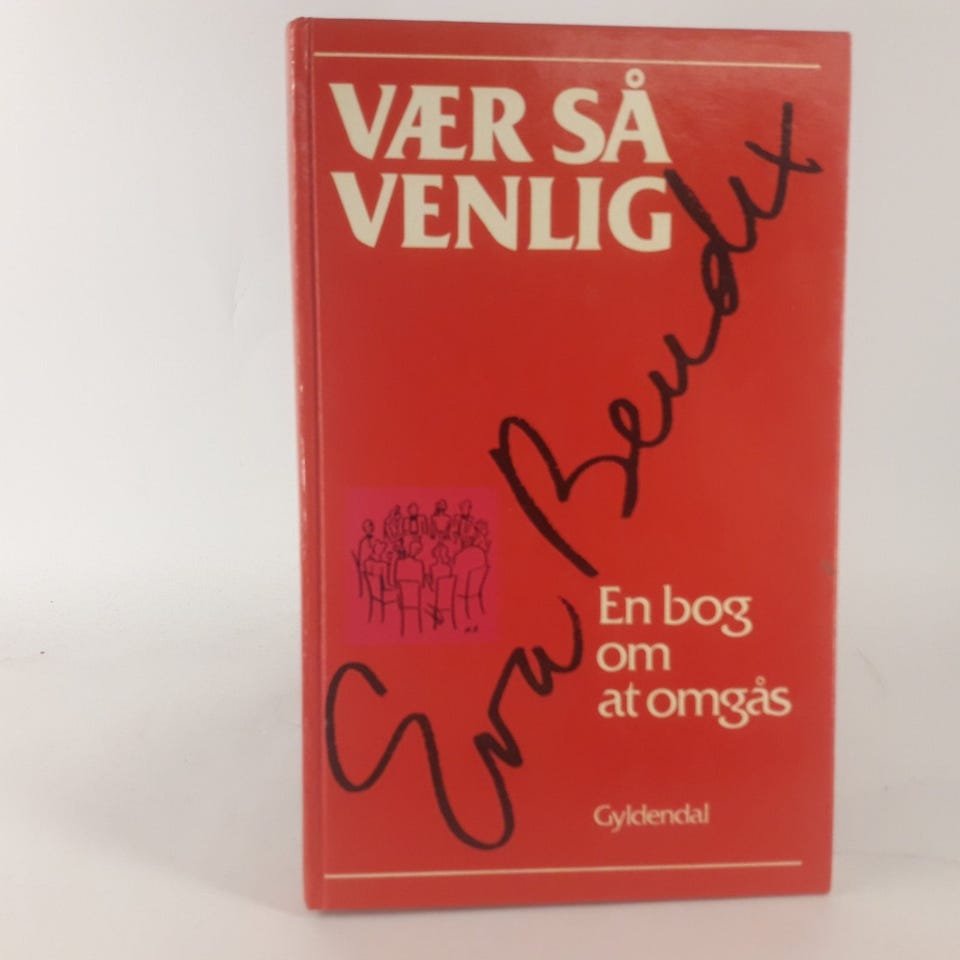 VÆR SÅ
VENLIG
Eva Bendix
En bog
om
at omgås
Gyldendal